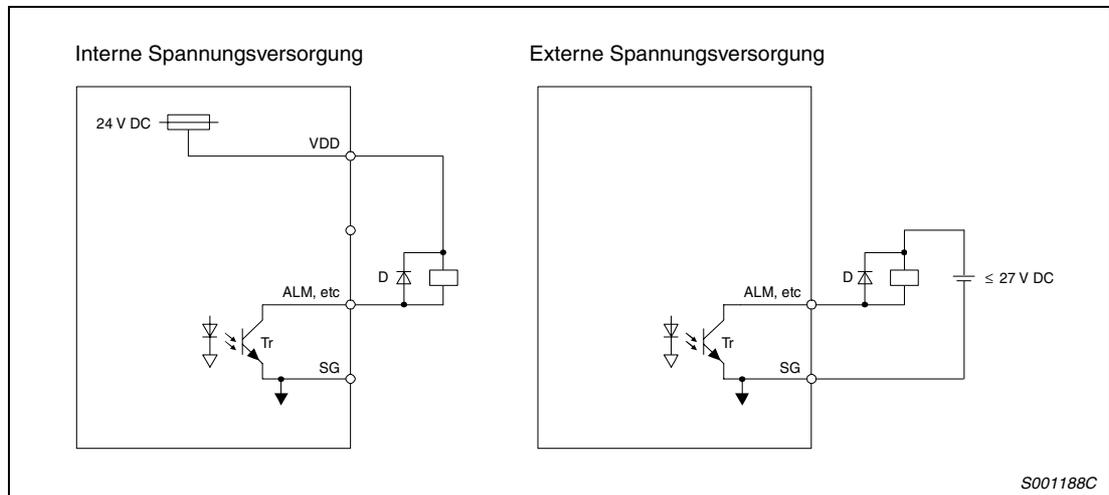 Interne Spannungsversorgung
24 V DC
VDD
D
ALM, etc
Tr
SG
Externe Spannungsversorgung
D
≤ 27 V DC
ALM, etc
Tr
SG
S001188C